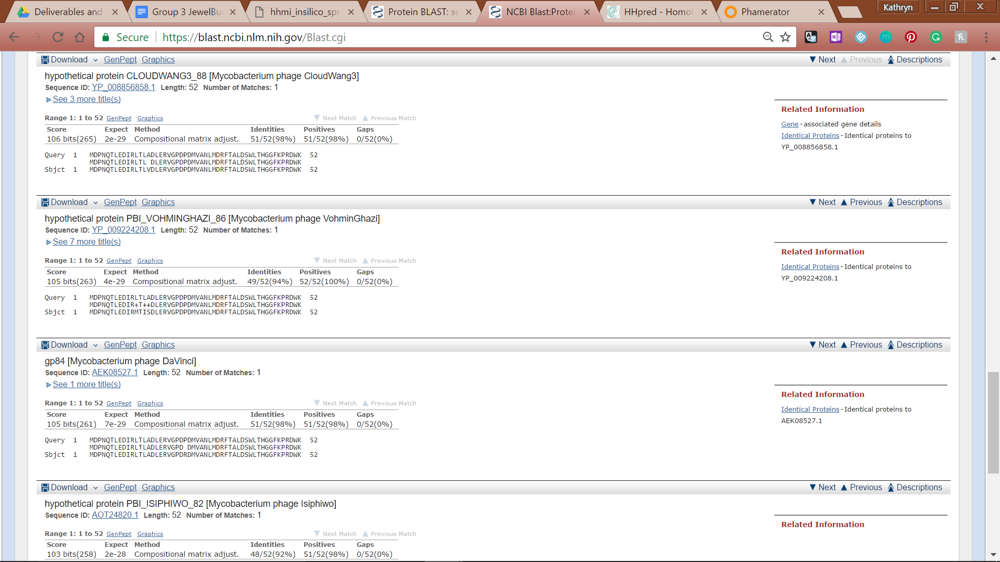 Deliverables and
Group 3 JewelBu
hhmi_insilico_spr
Protein BLAST: se
NCBI Blast:Protei
HHpred - Homol
Phamerator
Kathryn
Secure
https://blast.ncbi.nlm.nih.gov/Blast.cgi
Download GenPept Graphics
Next Previous Descriptions
hypothetical protein CLOUDWANG3_88 [Mycobacterium phage CloudWang3]
Sequence ID: YP_008856858.1 Length: 52 Number of Matches: 1
See 3 more title(s)
Range 1: 1 to 52 GenPept Graphics Next Match Previous Match
Score Expect Method Identities Positives Gaps
106 bits(265) 2e-29 Compositional matrix adjust. 51/52(98%) 51/52(98%) 0/52(0%)
Query 1 MDPNQTLEDIRLTLADLERVGPDPDMVANLMDRFTALDSWLTHGGFKPRDWK 52
MDPNQTLEDIRLTL DLERVGPDPDMVANLMDRFTALDSWLTHGGFKPRDWK
Sbjct 1 MDPNQTLEDIRLTLVDLERVGPDPDMVANLMDRFTALDSWLTHGGFKPRDWK 52
Related Information
Gene - associated gene details
Identical Proteins - Identical proteins to
YP_008856858.1
Download GenPept Graphics
Next Previous Descriptions
hypothetical protein PBI_VOHMINGHAZI_86 [Mycobacterium phage VohminGhazi]
Sequence ID: YP_009224208.1 Length: 52 Number of Matches: 1
See 7 more title(s)
Range 1: 1 to 52 GenPept Graphics Next Match Previous Match
Score Expect Method Identities Positives Gaps
105 bits(263) 4e-29 Compositional matrix adjust. 49/52(94%) 52/52(100%) 0/52(0%)
Query 1 MDPNQTLEDIRLTLADLERVGPDPDMVANLMDRFTALDSWLTHGGFKPRDWK 52
MDPNQTLEDIR+T++DLERVGPDPDMVANLMDRFTALDSWLTHGGFKPRDWK
Sbjct 1 MDPNQTLEDIRMTISDLERVGPDPDMVANLMDRFTALDSWLTHGGFKPRDWK 52
Related Information
Identical Proteins - Identical proteins to
YP_009224208.1
Download GenPept Graphics
Next Previous Descriptions
gp84 [Mycobacterium phage DaVinci]
Sequence ID: AEK08527.1 Length: 52 Number of Matches: 1
See 1 more title(s)
Range 1: 1 to 52 GenPept Graphics Next Match Previous Match
Score Expect Method Identities Positives Gaps
105 bits(261) 7e-29 Compositional matrix adjust. 51/52(98%) 51/52(98%) 0/52(0%)
Query 1 MDPNQTLEDIRLTLADLERVGPDPDMVANLMDRFTALDSWLTHGGFKPRDWK 52
MDPNQTLEDIRLTLADLERVGPD DMVANLMDRFTALDSWLTHGGFKPRDWK
Sbjct 1 MDPNQTLEDIRLTLADLERVGPDRDMVANLMDRFTALDSWLTHGGFKPRDWK 52
Related Information
Identical Proteins - Identical proteins to
AEK08527.1
Download GenPept Graphics
Next Previous Descriptions
hypothetical protein PBI_ISIPHIWO_82 [Mycobacterium phage Isiphiwo]
Sequence ID: AOT24820.1 Length: 52 Number of Matches: 1
Range 1: 1 to 52 GenPept Graphics Next Match Previous Match
Score Expect Method Identities Positives Gaps
103 bits(258) 2e-28 Compositional matrix adjust. 48/52(92%) 51/52(98%) 0/52(0%)
Related Information